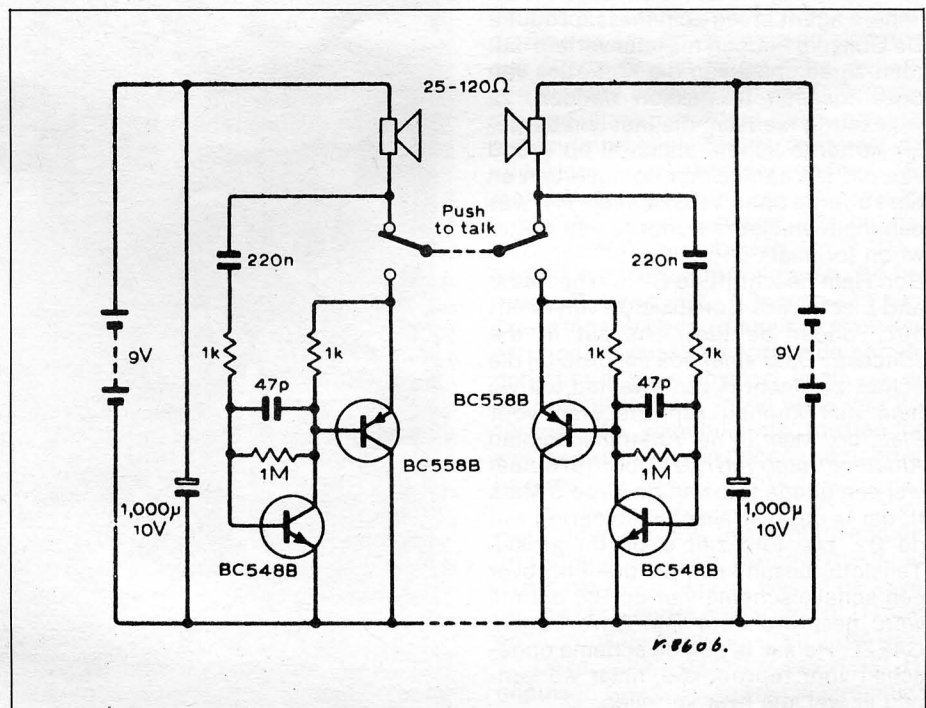 25-120Ω
Push
to talk
220n
220n
1k
1k
1k
1k
9V
9V
47p
47p
BC558B
BC558B
1M
1M
1,000µ
10V
1,000µ
10V
BC548B
BC548B